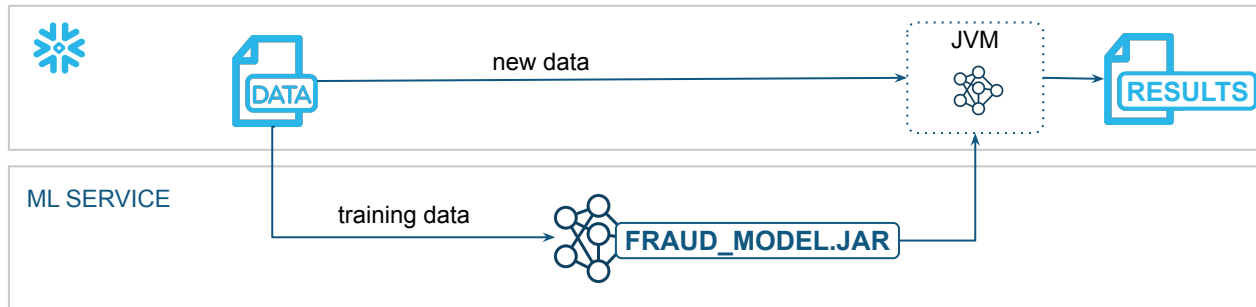 JVM
new data
DATA
RESULTS
ML SERVICE
training data
FRAUD_MODEL.JAR